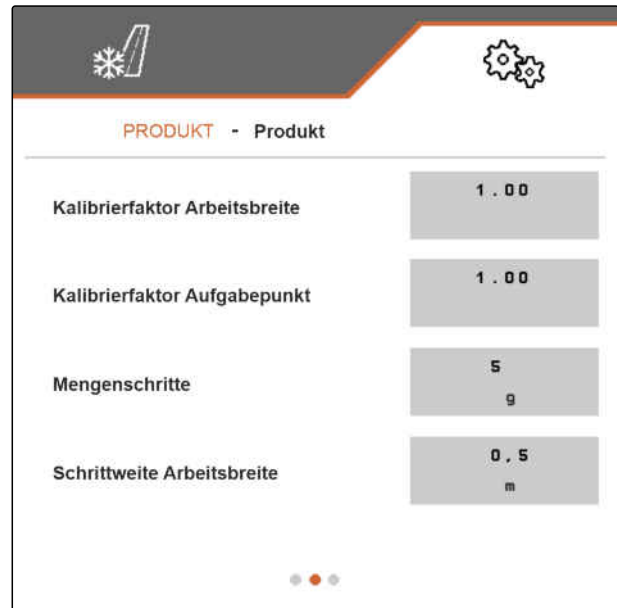 PRODUKT - Produkt
Kalibrierfaktor Arbeitsbreite
1.00
Kalibrierfaktor Aufgabepunkt
1.00
Mengenschritte
5
g
Schrittweite Arbeitsbreite
0,5
m